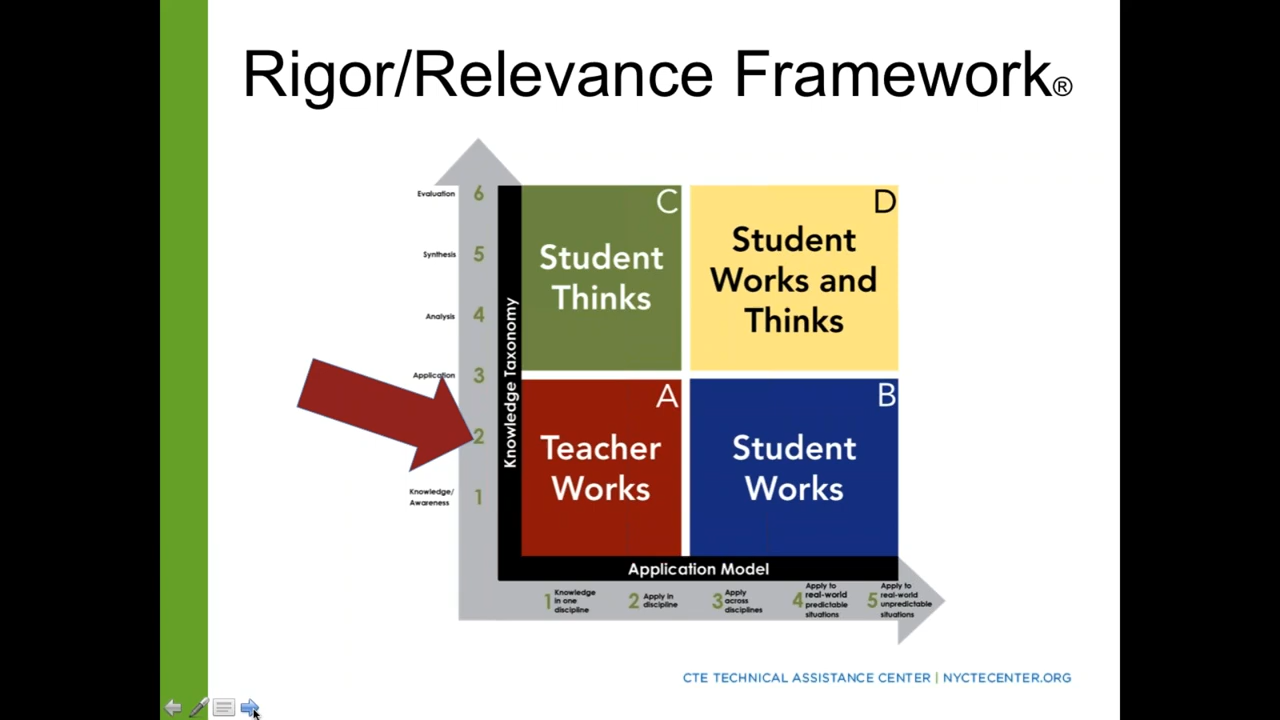 Rigor/Relevance Framework®
Evaluation 6
Synthesis 5
Analysis 4
Application 3
2
Knowledge/
Awareness 1
Knowledge Taxonomy
C
Student
Thinks
D
Student
Works and
Thinks
A
Teacher
Works
B
Student
Works
Application Model
1 Knowledge
in one
discipline
2 Apply in
discipline
3 Apply
across
disciplines
4 Apply to
real-world
predictable
situations
5 Apply to
real-world
unpredictable
situations
CTE TECHNICAL ASSISTANCE CENTER | NYCTECENTER.ORG